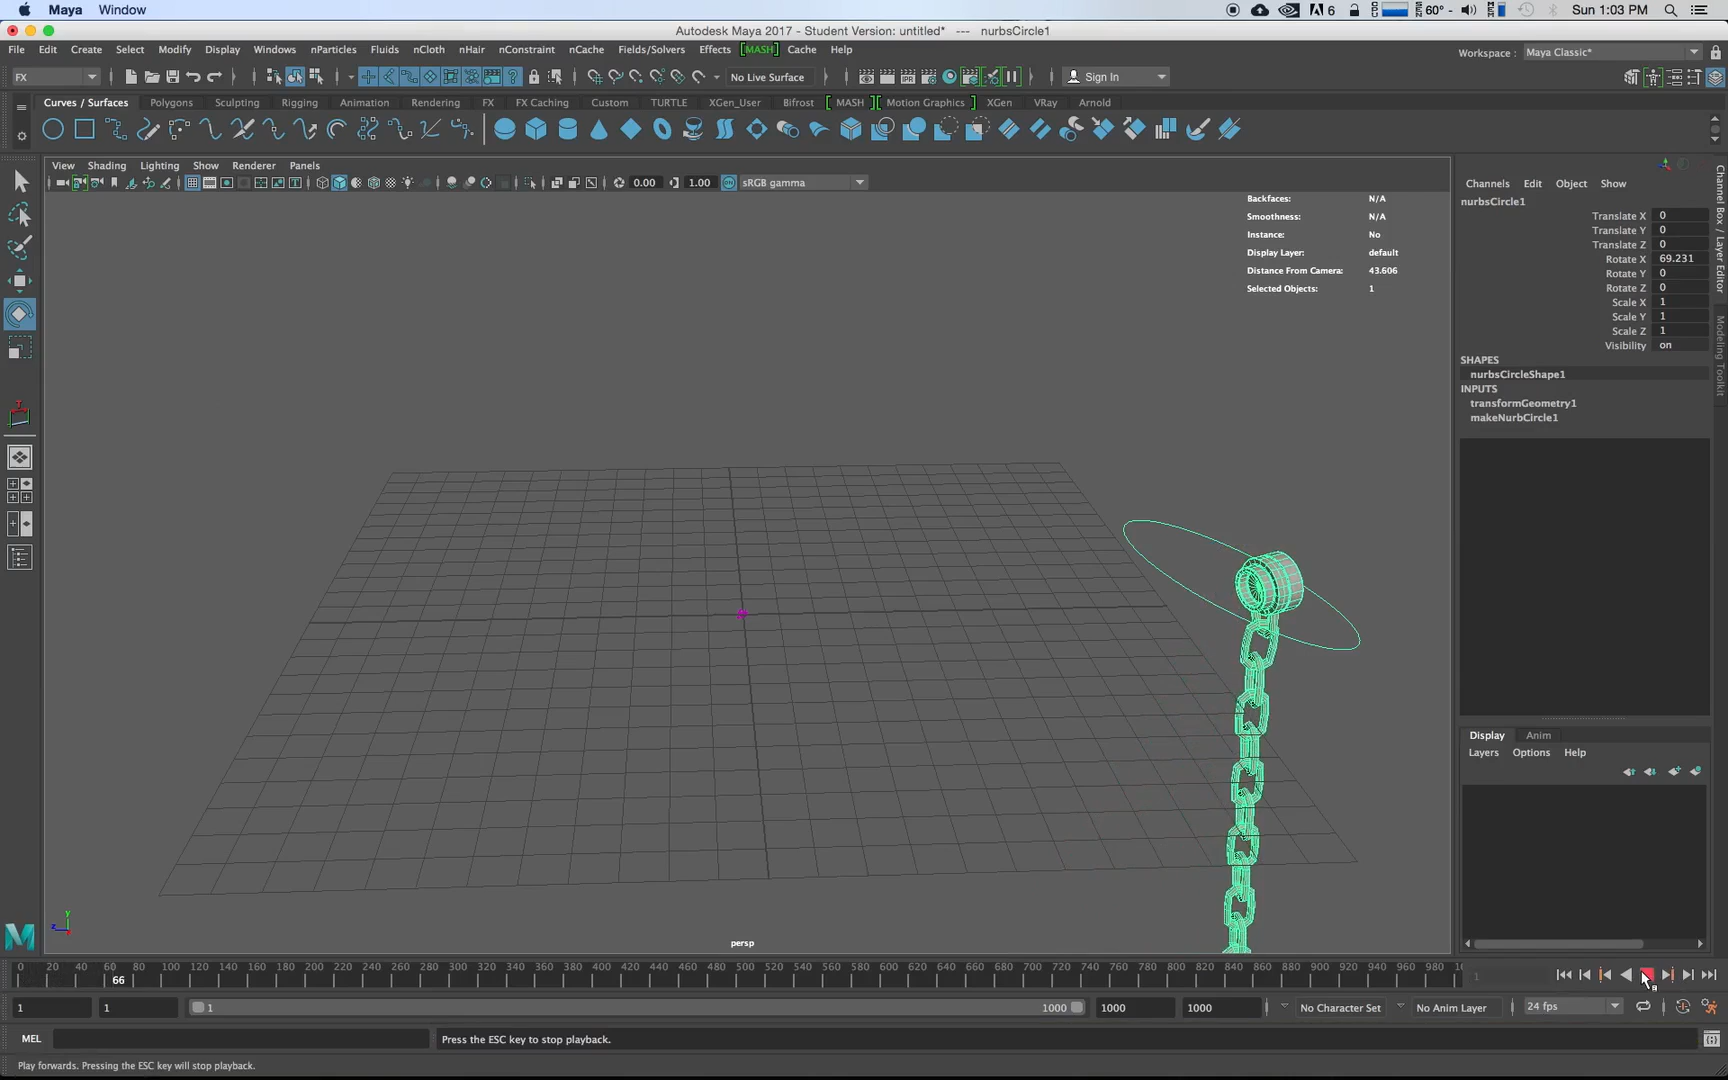 Maya Window 6 60° Sun 1:03 PM
Autodesk Maya 2017 - Student Version: untitled* --- nurbsCircle1
File Edit Create Select Modify Display Windows nParticles Fluids nCloth nHair nConstraint nCache Fields/Solvers Effects [MASH] Cache Help Workspace : Maya Classic*
FX No Live Surface Sign In
Curves / Surfaces Polygons Sculpting Rigging Animation Rendering FX FX Caching Custom TURTLE XGen_User Bifrost MASH Motion Graphics XGen VRay Arnold
View Shading Lighting Show Renderer Panels
0.00 1.00 sRGB gamma
Backfaces: N/A
Smoothness: N/A
Instance: No
Display Layer: default
Distance From Camera: 43.606
Selected Objects: 1
persp
Channels Edit Object Show
nurbsCircle1
Translate X 0
Translate Y 0
Translate Z 0
Rotate X 69.231
Rotate Y 0
Rotate Z 0
Scale X 1
Scale Y 1
Scale Z 1
Visibility on
SHAPES
nurbsCircleShape1
INPUTS
transformGeometry1
makeNurbCircle1
Channel Box / Layer Editor
Modeling Toolkit
Display Anim
Layers Options Help
0 20 40 60 80 100 120 140 160 180 200 220 240 260 280 300 320 340 360 380 400 420 440 460 480 500 520 540 560 580 600 620 640 660 680 700 720 740 760 780 800 820 840 860 880 900 920 940 960 980
66 1
1 1 1 1000 1000 1000 No Character Set No Anim Layer 24 fps
MEL Press the ESC key to stop playback.
Play forwards. Pressing the ESC key will stop playback.